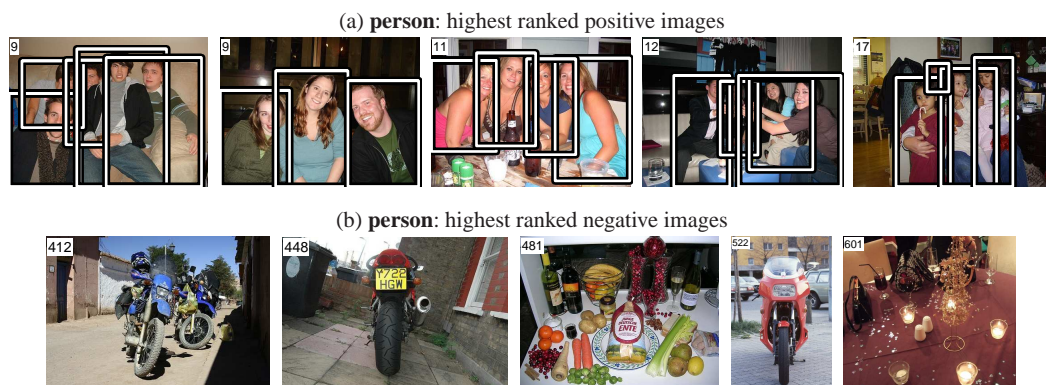 (a) person: highest ranked positive images
9
9
11
12
17
(b) person: highest ranked negative images
412
448
481
522
601
Y722
HGW
ENTE